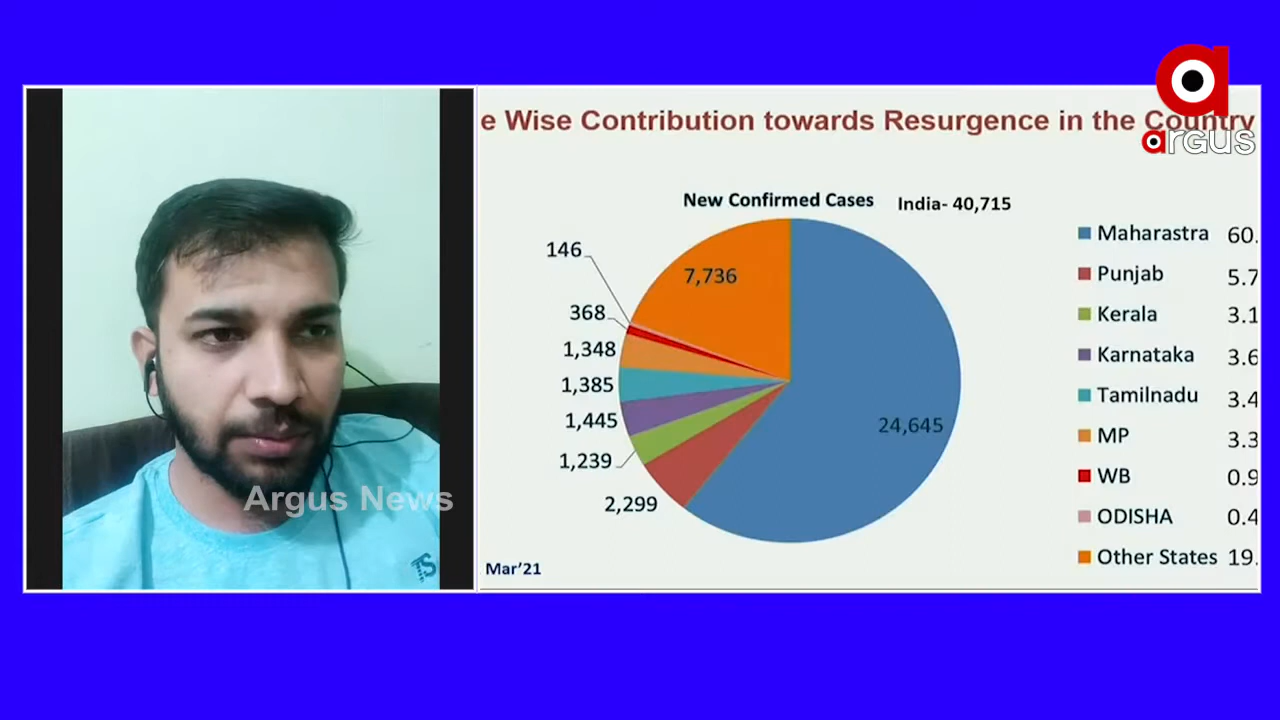 argus
Argus News
e Wise Contribution towards Resurgence in the Country
New Confirmed Cases
India- 40,715
146
7,736
368
1,348
1,385
24,645
1,445
1,239
2,299
Maharastra 60.
Punjab 5.7
Kerala 3.1
Karnataka 3.6
Tamilnadu 3.4
MP 3.3
WB 0.9
ODISHA 0.4
Other States 19.
Mar'21
TS